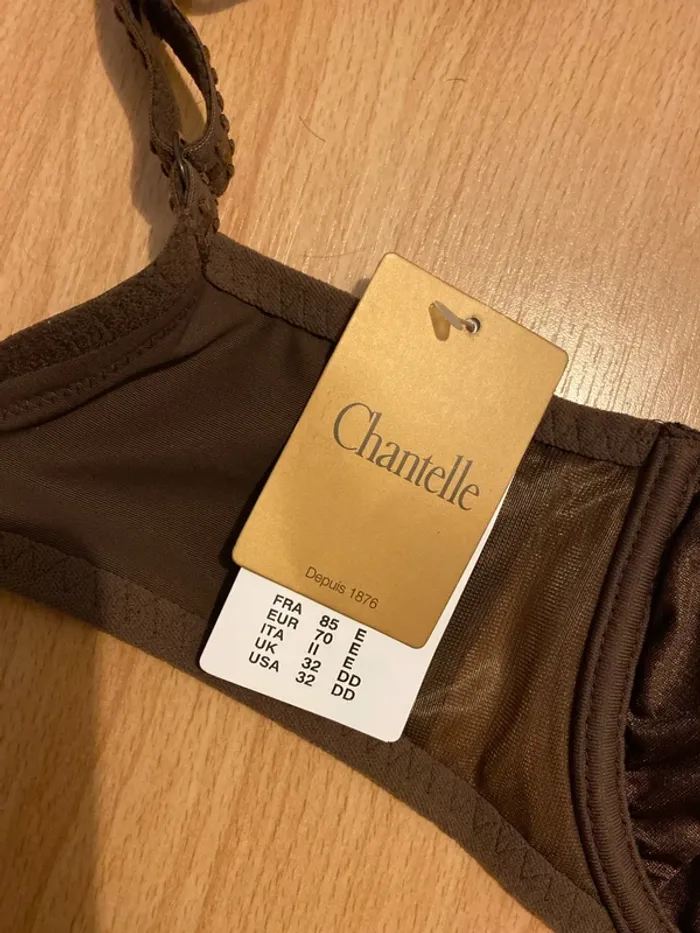 Chantelle
Depuis 1876
FRA 85 E
EUR 70 E
ITA II E
UK 32 DD
USA 32 DD